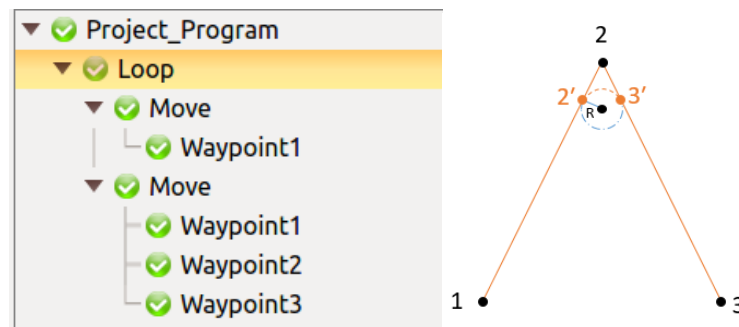 Project_Program
Loop
Move
Waypoint1
Move
Waypoint1
Waypoint2
Waypoint3
2
2′ 3′
R
1 3